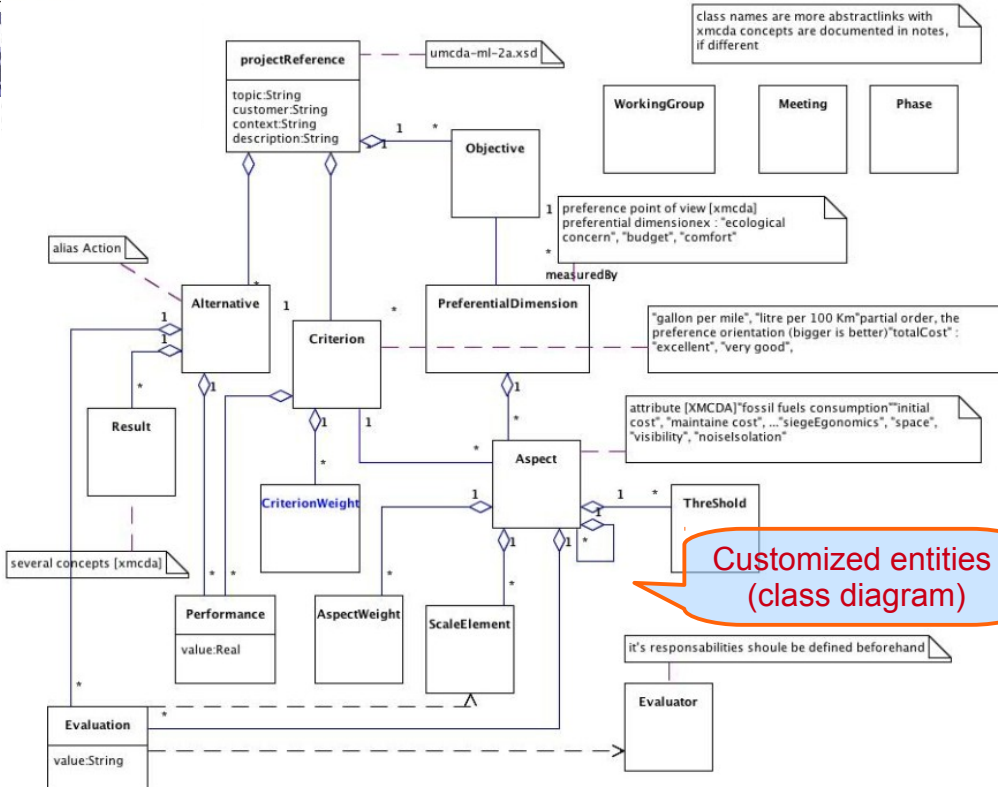 class names are more abstractlinks with
xmcda concepts are documented in notes,
if different
projectReference
topic:String
customer:String
context:String
description:String
umcda-ml-2a.xsd
WorkingGroup
Meeting
Phase
1
*
1
1
Objective
1
*
measuredBy
preference point of view [xmcda]
preferential dimensionex : "ecological
concern", "budget", "comfort"
alias Action
*
Alternative
1
1
1
*
Criterion
*
PreferentialDimension
"gallon per mile", "litre per 100 Km"partial order, the
preference orientation (bigger is better)"totalCost" :
"excellent", "very good",
1
*
Result
1
1
1
*
*
attribute [XMCDA]"fossil fuels consumption""initial
cost", "maintaine cost", ..."siegeEgonomics", "space",
"visibility", "noiseIsolation"
*
CriterionWeight
Aspect
1
1
*
1
*
1
1
ThreShold
several concepts [xmcda]
Customized entities
(class diagram)
*
*
Performance
value:Real
*
AspectWeight
*
ScaleElement
it's responsabilities shoule be defined beforehand
Evaluator
*
*
Evaluation
value:String